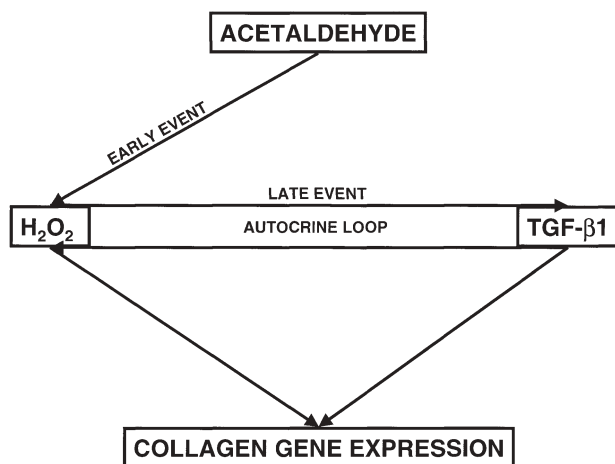 ACETALDEHYDE
EARLY EVENT
LATE EVENT
H₂O₂
AUTOCRINE LOOP
TGF-β1
COLLAGEN GENE EXPRESSION